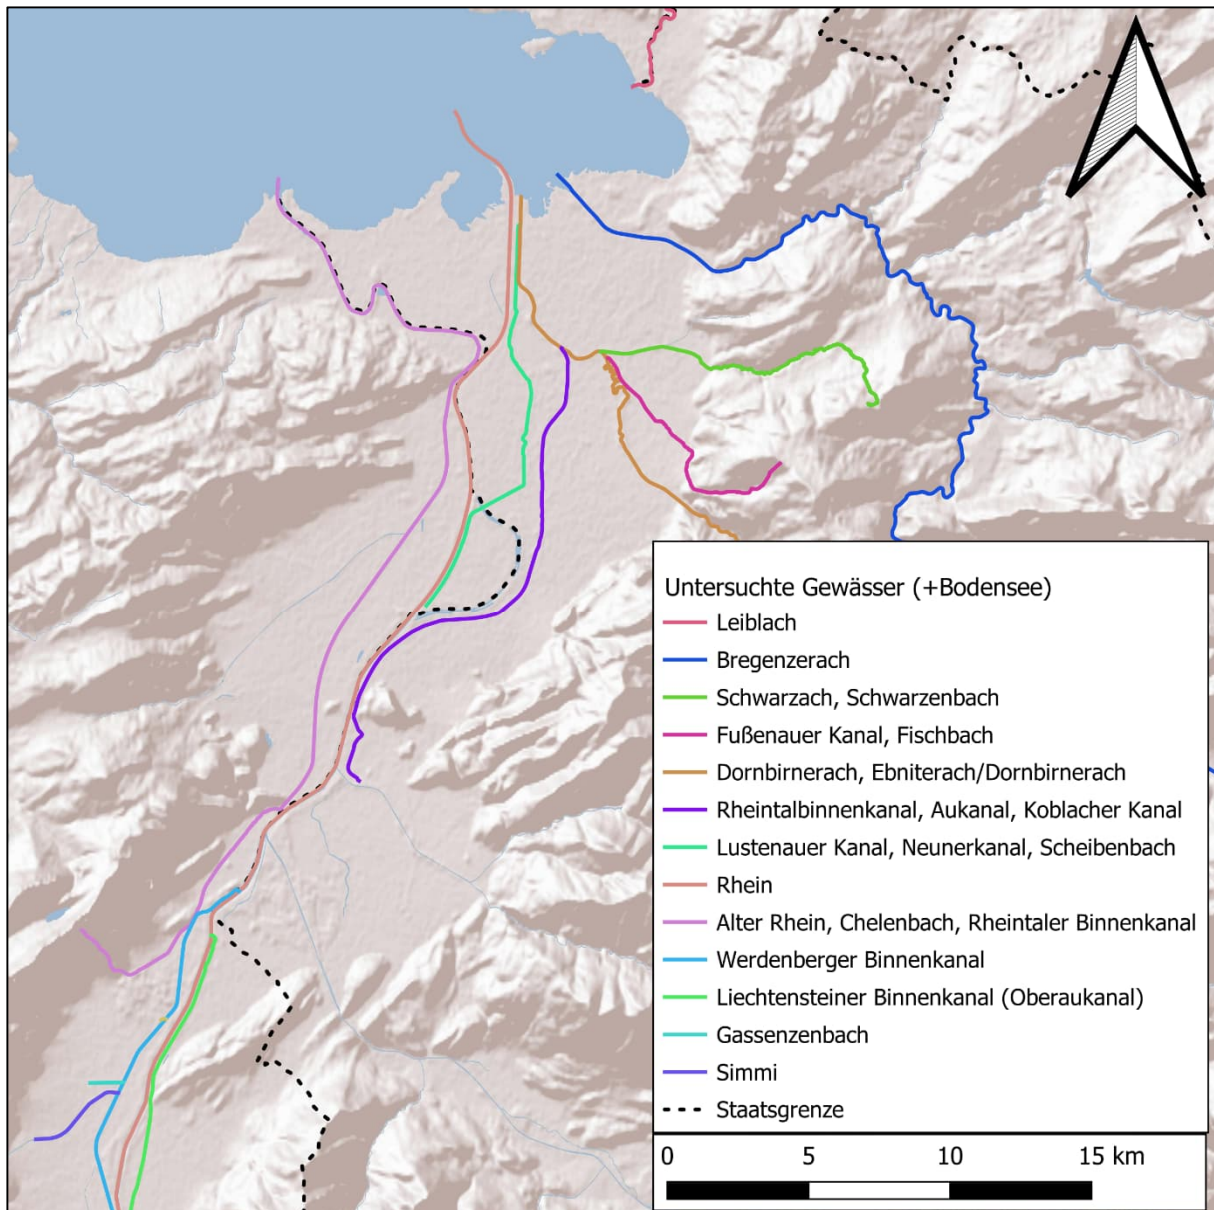 Untersuchte Gewässer (+Bodensee)
Leiblach
Bregenzerach
Schwarzach, Schwarzenbach
Fußenauer Kanal, Fischbach
Dornbirnerach, Ebniterach/Dornbirnerach
Rheintalbinnenkanal, Aukanal, Koblacher Kanal
Lustenauer Kanal, Neunerkanal, Scheibenbach
Rhein
Alter Rhein, Chelenbach, Rheintaler Binnenkanal
Werdenberger Binnenkanal
Liechtensteiner Binnenkanal (Oberaukanal)
Gassenzenbach
Simmi
Staatsgrenze
0 5 10 15 km